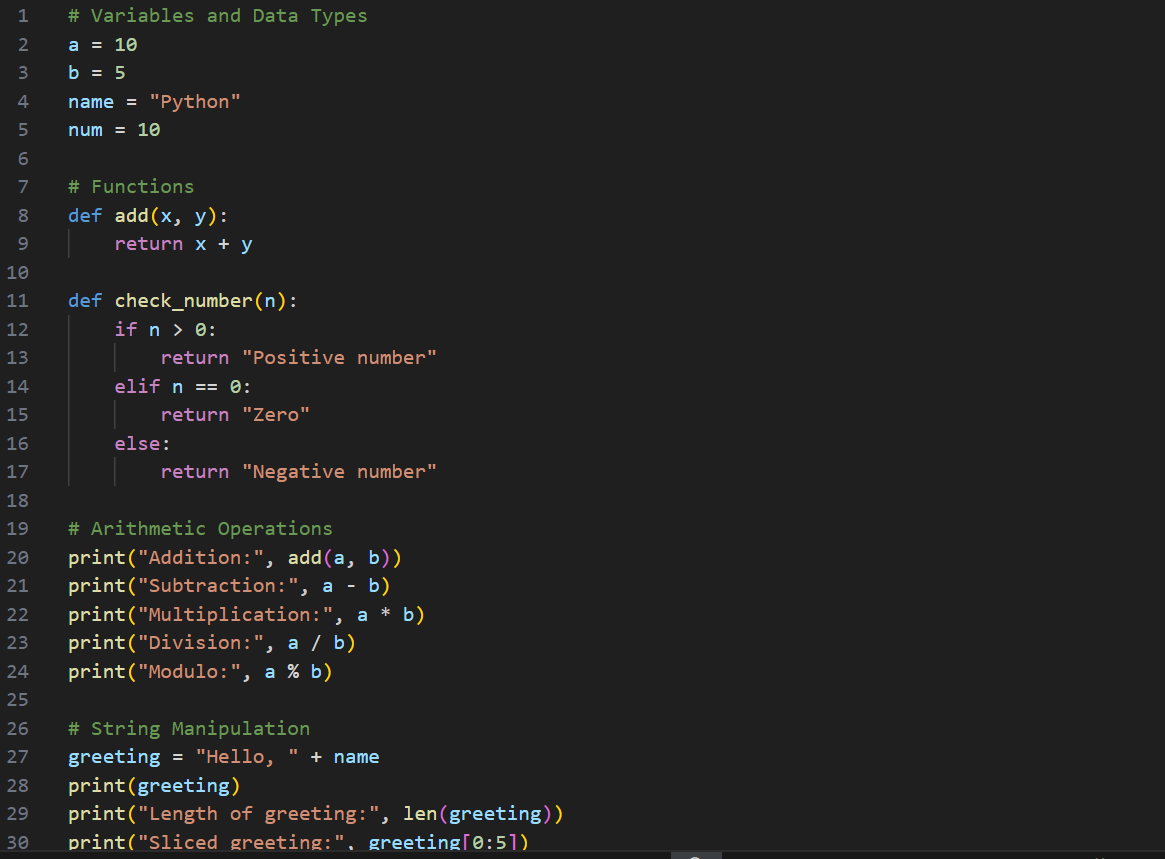 1 # Variables and Data Types
2 a = 10
3 b = 5
4 name = "Python"
5 num = 10
6
7 # Functions
8 def add(x, y):
9     return x + y
10
11 def check_number(n):
12     if n > 0:
13         return "Positive number"
14     elif n == 0:
15         return "Zero"
16     else:
17         return "Negative number"
18
19 # Arithmetic Operations
20 print("Addition:", add(a, b))
21 print("Subtraction:", a - b)
22 print("Multiplication:", a * b)
23 print("Division:", a / b)
24 print("Modulo:", a % b)
25
26 # String Manipulation
27 greeting = "Hello, " + name
28 print(greeting)
29 print("Length of greeting:", len(greeting))
30 print("Sliced greeting:", greeting[0:5])